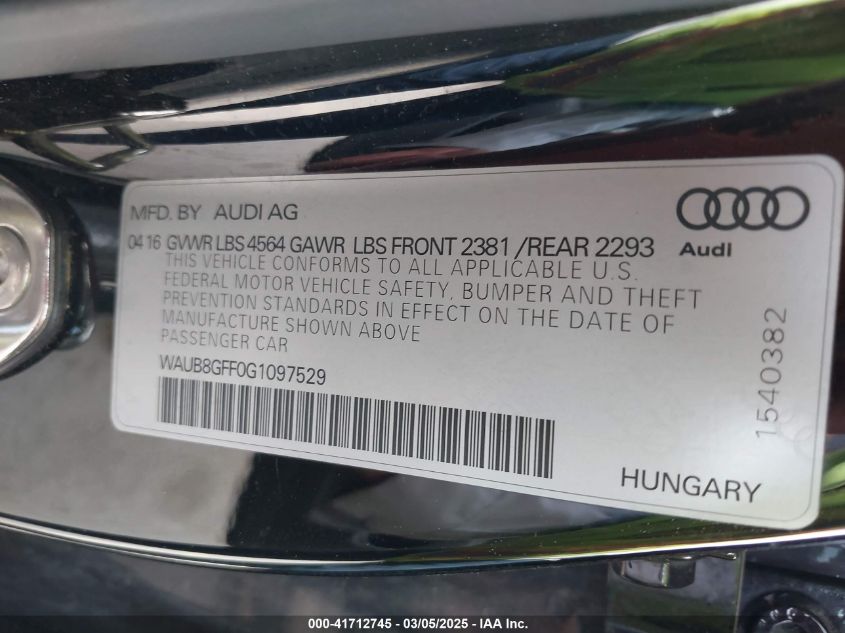 MFD. BY AUDI AG
Audi
04 16 GVWR LBS 4564 GAWR LBS FRONT 2381 /REAR 2293
THIS VEHICLE CONFORMS TO ALL APPLICABLE U.S.
FEDERAL MOTOR VEHICLE SAFETY, BUMPER AND THEFT
PREVENTION STANDARDS IN EFFECT ON THE DATE OF
MANUFACTURE SHOWN ABOVE
PASSENGER CAR
WAUB8GFF0G1097529
1540382
HUNGARY
000-41712745 / 03/05/2025 - IAA Inc.